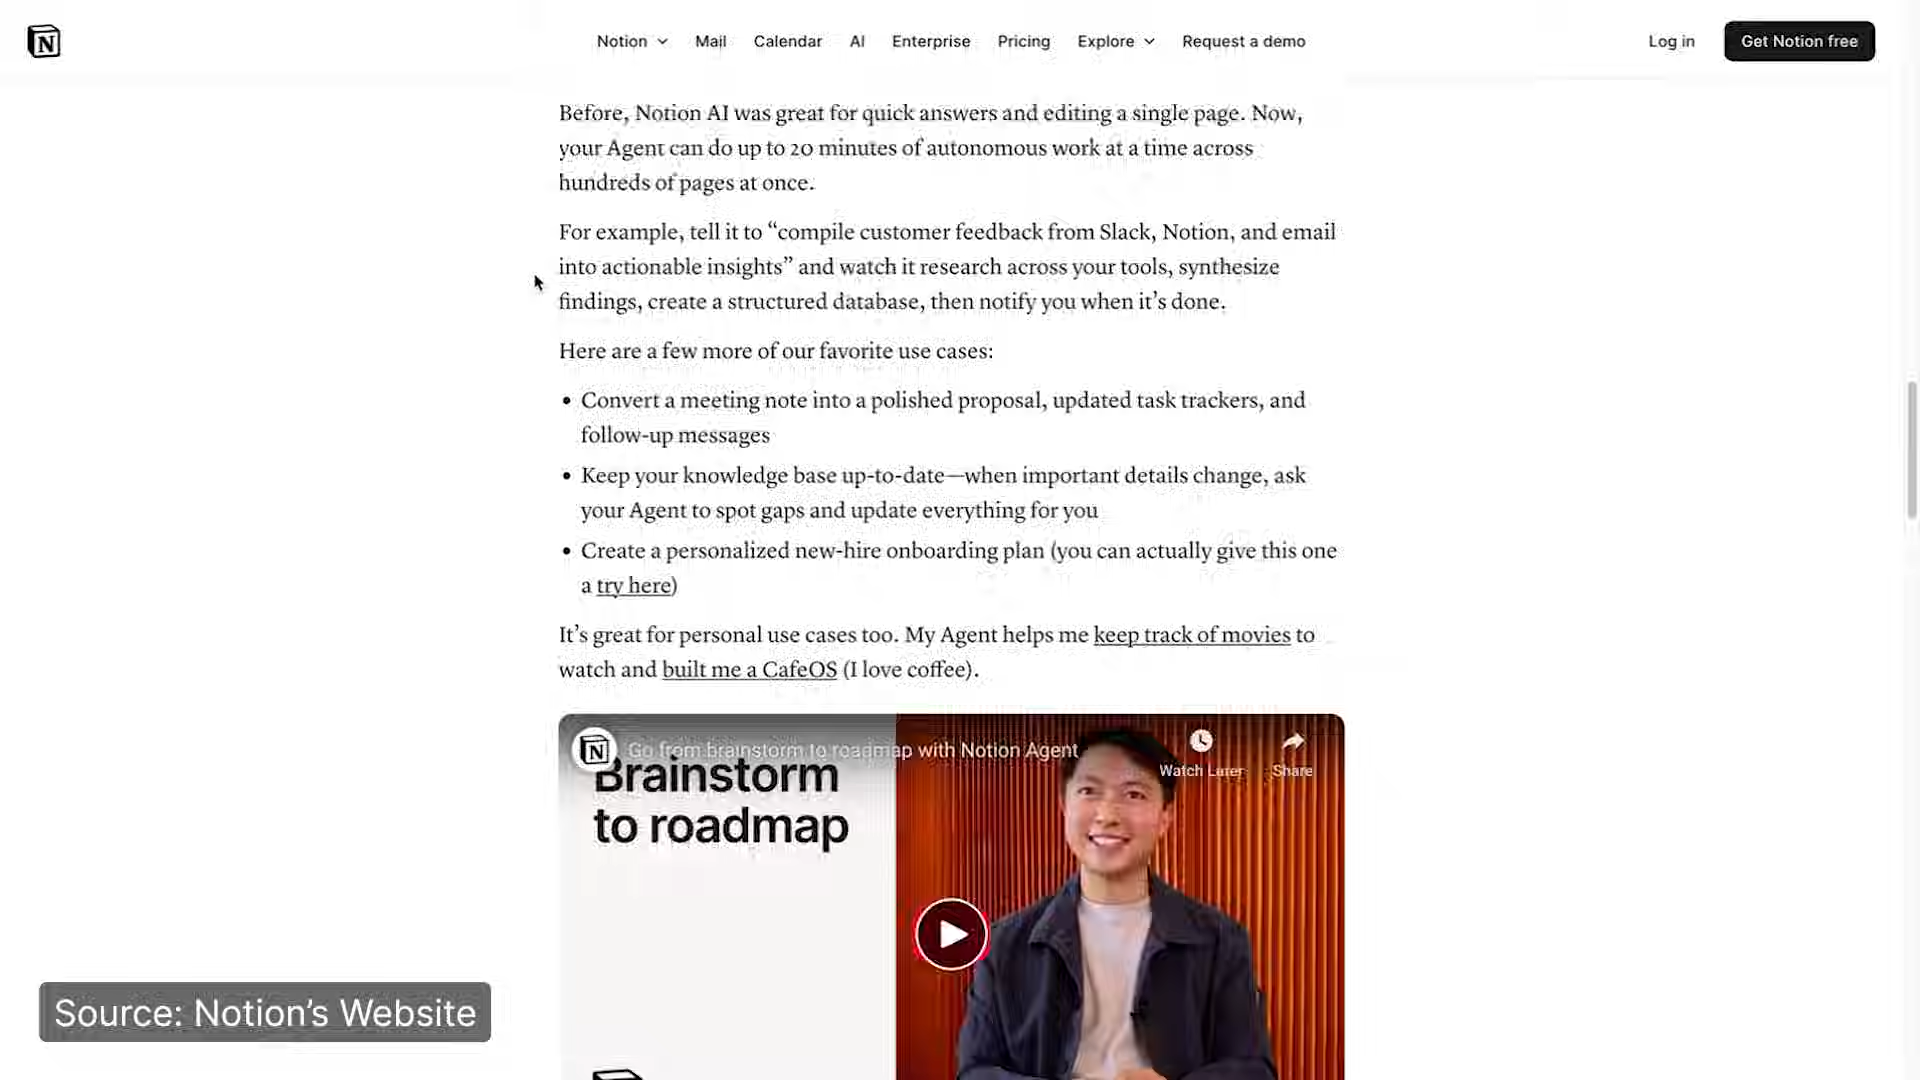 N
Notion Mail Calendar AI Enterprise Pricing Explore Request a demo
Log in
Get Notion free
Before, Notion AI was great for quick answers and editing a single page. Now,
your Agent can do up to 20 minutes of autonomous work at a time across
hundreds of pages at once.
For example, tell it to “compile customer feedback from Slack, Notion, and email
into actionable insights” and watch it research across your tools, synthesize
findings, create a structured database, then notify you when it’s done.
Here are a few more of our favorite use cases:
• Convert a meeting note into a polished proposal, updated task trackers, and
follow-up messages
• Keep your knowledge base up-to-date—when important details change, ask
your Agent to spot gaps and update everything for you
• Create a personalized new-hire onboarding plan (you can actually give this one
a try here)
It’s great for personal use cases too. My Agent helps me keep track of movies to
watch and built me a CafeOS (I love coffee).
N
Go from brainstorm to roadmap with Notion Agent
Watch Later
Share
Brainstorm
to roadmap
Source: Notion’s Website